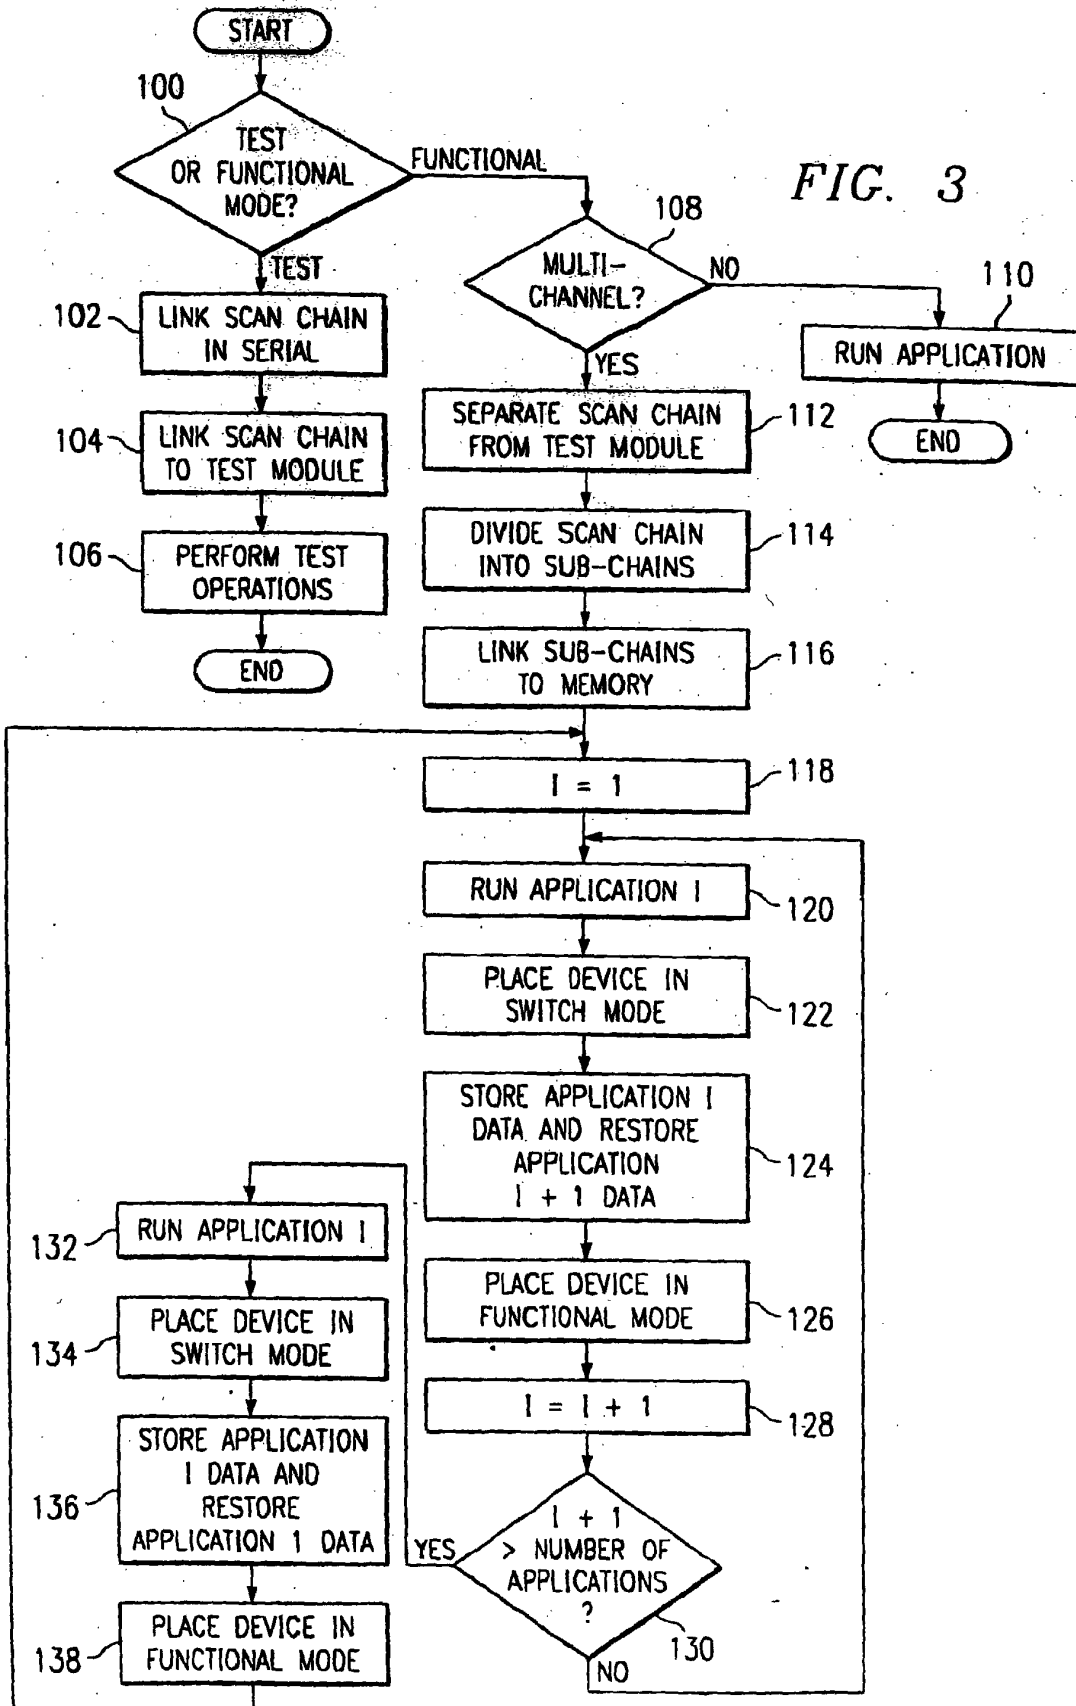 START
100
TEST
OR FUNCTIONAL
MODE?
FUNCTIONAL
FIG. 3
TEST
108
MULTI-
CHANNEL?
NO
YES
110
RUN APPLICATION
END
102
LINK SCAN CHAIN
IN SERIAL
104
LINK SCAN CHAIN
TO TEST MODULE
106
PERFORM TEST
OPERATIONS
END
SEPARATE SCAN CHAIN
FROM TEST MODULE
112
DIVIDE SCAN CHAIN
INTO SUB-CHAINS
114
LINK SUB-CHAINS
TO MEMORY
116
I = 1
118
RUN APPLICATION I
120
PLACE DEVICE IN
SWITCH MODE
122
STORE APPLICATION I
DATA AND RESTORE
APPLICATION
I + 1 DATA
124
PLACE DEVICE IN
FUNCTIONAL MODE
126
I = I + 1
128
I + 1
> NUMBER OF
APPLICATIONS
?
130
YES
NO
132
RUN APPLICATION I
134
PLACE DEVICE IN
SWITCH MODE
136
STORE APPLICATION
I DATA AND
RESTORE
APPLICATION 1 DATA
138
PLACE DEVICE IN
FUNCTIONAL MODE